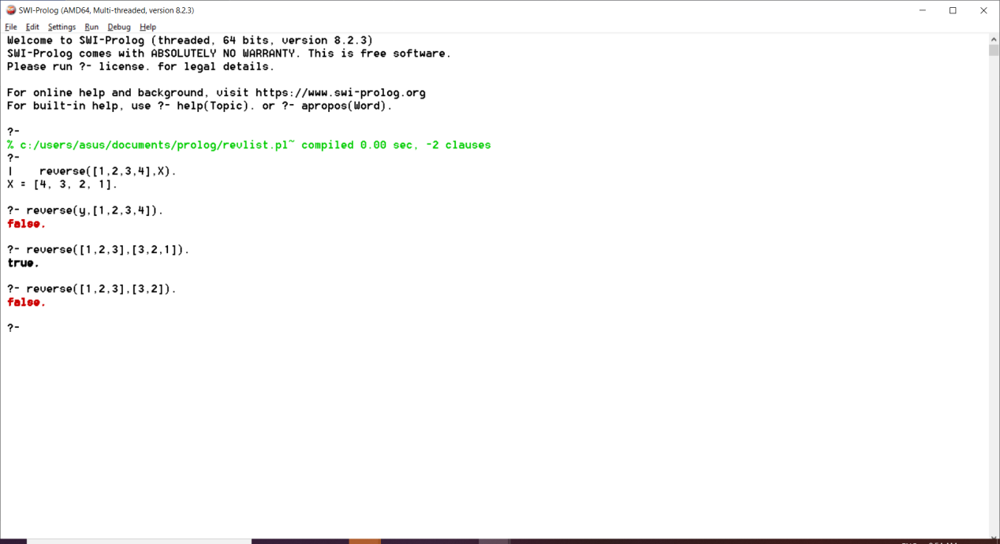 SWI-Prolog (AMD64, Multi-threaded, version 8.2.3)
File Edit Settings Run Debug Help
Welcome to SWI-Prolog (threaded, 64 bits, version 8.2.3)
SWI-Prolog comes with ABSOLUTELY NO WARRANTY. This is free software.
Please run ?- license. for legal details.
For online help and background, visit https://www.swi-prolog.org
For built-in help, use ?- help(Topic). or ?- apropos(Word).
?-
% c:/users/asus/documents/prolog/revlist.pl~ compiled 0.00 sec, -2 clauses
?-
|    reverse([1,2,3,4],X).
X = [4, 3, 2, 1].
?- reverse(y,[1,2,3,4]).
false.
?- reverse([1,2,3],[3,2,1]).
true.
?- reverse([1,2,3],[3,2]).
false.
?-